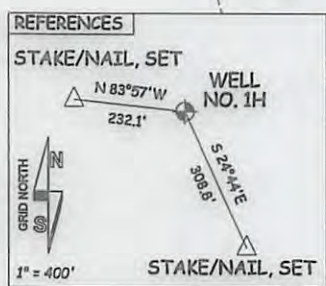 REFERENCES
STAKE/NAIL, SET
N 83°57'W
232.1'
WELL
NO. 1H
S 24°44'E
308.8'
GRID NORTH
N
S
1" = 400'
STAKE/NAIL, SET